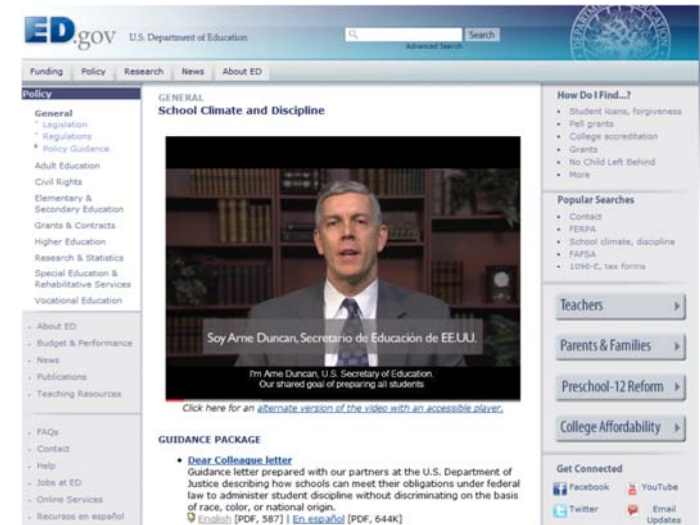 ED.gov U.S. Department of Education
Search
Advanced Search
Funding Policy Research News About ED
Policy
General
Legislation
Regulations
Policy Guidance
Adult Education
Civil Rights
Elementary &
Secondary Education
Grants & Contracts
Higher Education
Research & Statistics
Special Education &
Rehabilitative Services
Vocational Education
About ED
Budget & Performance
News
Publications
Teaching Resources
FAQs
Contact
Help
Jobs at ED
Online Services
Recursos en español
GENERAL
School Climate and Discipline
Soy Arne Duncan, Secretario de Educación de EE.UU.
I'm Arne Duncan, U.S. Secretary of Education.
Our shared goal of preparing all students
Click here for an alternate version of the video with an accessible player.
GUIDANCE PACKAGE
• Dear Colleague letter
Guidance letter prepared with our partners at the U.S. Department of
Justice describing how schools can meet their obligations under federal
law to administer student discipline without discriminating on the basis
of race, color, or national origin.
English [PDF, 587] | En español [PDF, 644K]
How Do I Find...?
• Student loans, forgiveness
• Pell grants
• College accreditation
• Grants
• No Child Left Behind
• More
Popular Searches
• Contact
• FERPA
• School climate, discipline
• FAFSA
• 1098-E, tax forms
Teachers
Parents & Families
Preschool-12 Reform
College Affordability
Get Connected
Facebook YouTube
Twitter Email
Updates